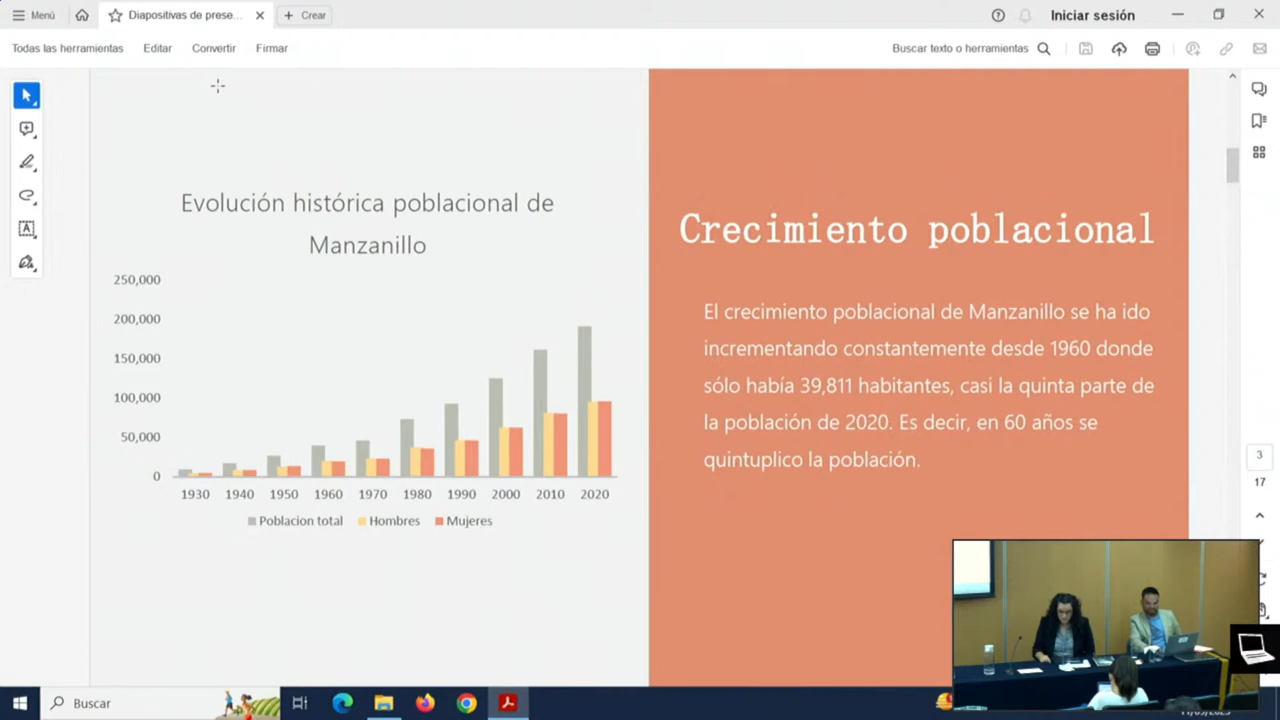 Menú
Diapositivas de prese...
Crear
Iniciar sesión
Todas las herramientas
Editar
Convertir
Firmar
Buscar texto o herramientas
Evolución histórica poblacional de
Manzanillo
250,000
200,000
150,000
100,000
50,000
0
1930 1940 1950 1960 1970 1980 1990 2000 2010 2020
Poblacion total Hombres Mujeres
Crecimiento poblacional
El crecimiento poblacional de Manzanillo se ha ido
incrementando constantemente desde 1960 donde
sólo había 39,811 habitantes, casi la quinta parte de
la población de 2020. Es decir, en 60 años se
quintuplico la población.
3
17
Buscar